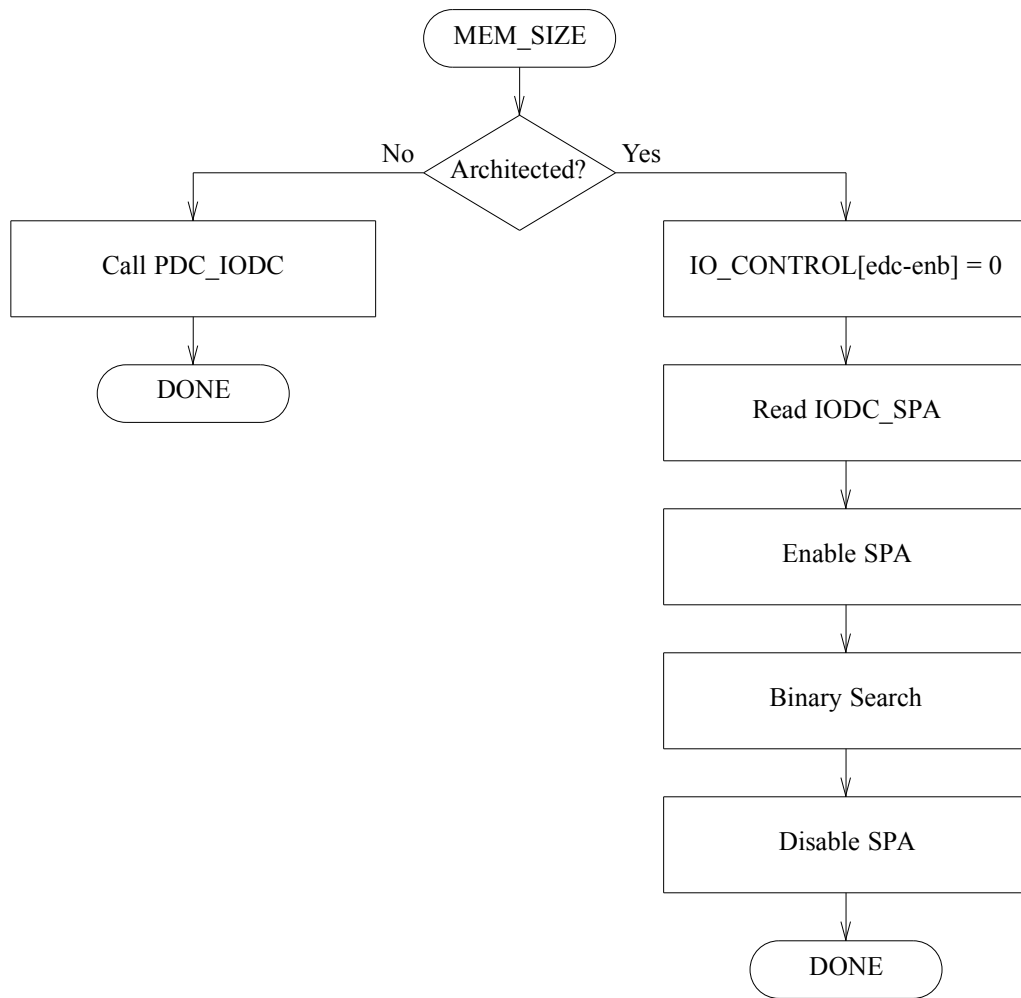 MEM_SIZE
Architected?
No
Yes
Call PDC_IODC
IO_CONTROL[edc-enb] = 0
DONE
Read IODC_SPA
Enable SPA
Binary Search
Disable SPA
DONE